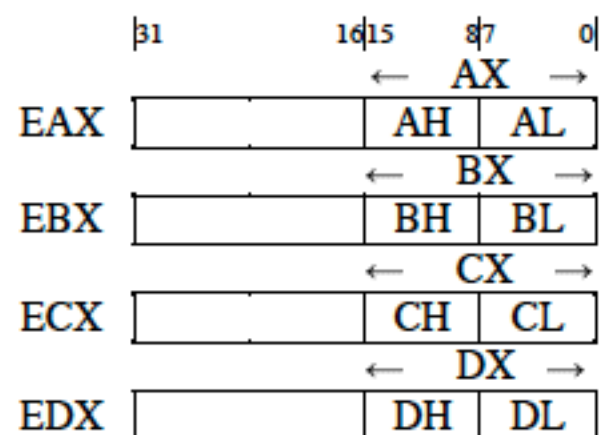 31 16 15 8 7 0
← AX →
EAX AH AL
← BX →
EBX BH BL
← CX →
ECX CH CL
← DX →
EDX DH DL